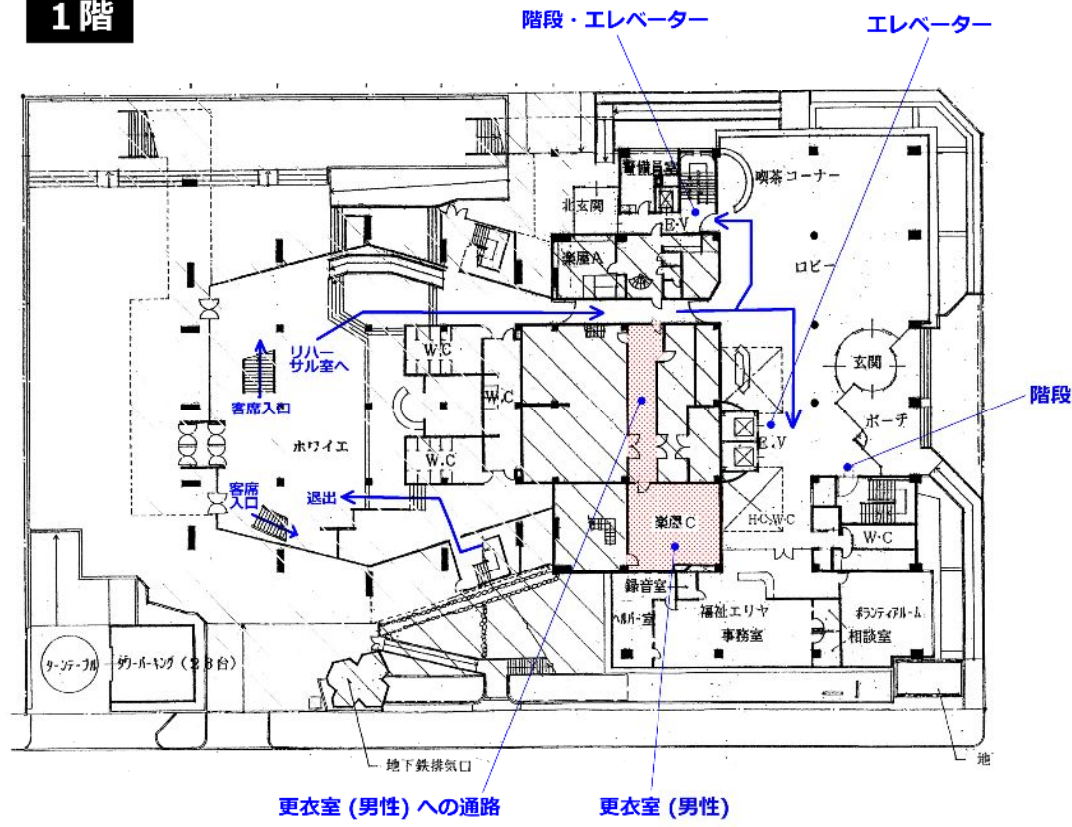 1階
階段・エレベーター
エレベーター
警備員室
喫茶コーナー
北玄関
E・V
楽屋A
ロビー
リハー
サル室へ
W.C
玄関
客席入口
W.C
階段
ポーチ
ホワイエ
E.V
W.C
客席
入口
退出
楽屋C
H・C・W・C
W・C
録音室
ヘルパー室
福祉エリヤ
事務室
ボランティアルーム
相談室
ターンテーブル
タワーパーキング(28台)
地下鉄排気口
地
更衣室 (男性) への通路
更衣室 (男性)